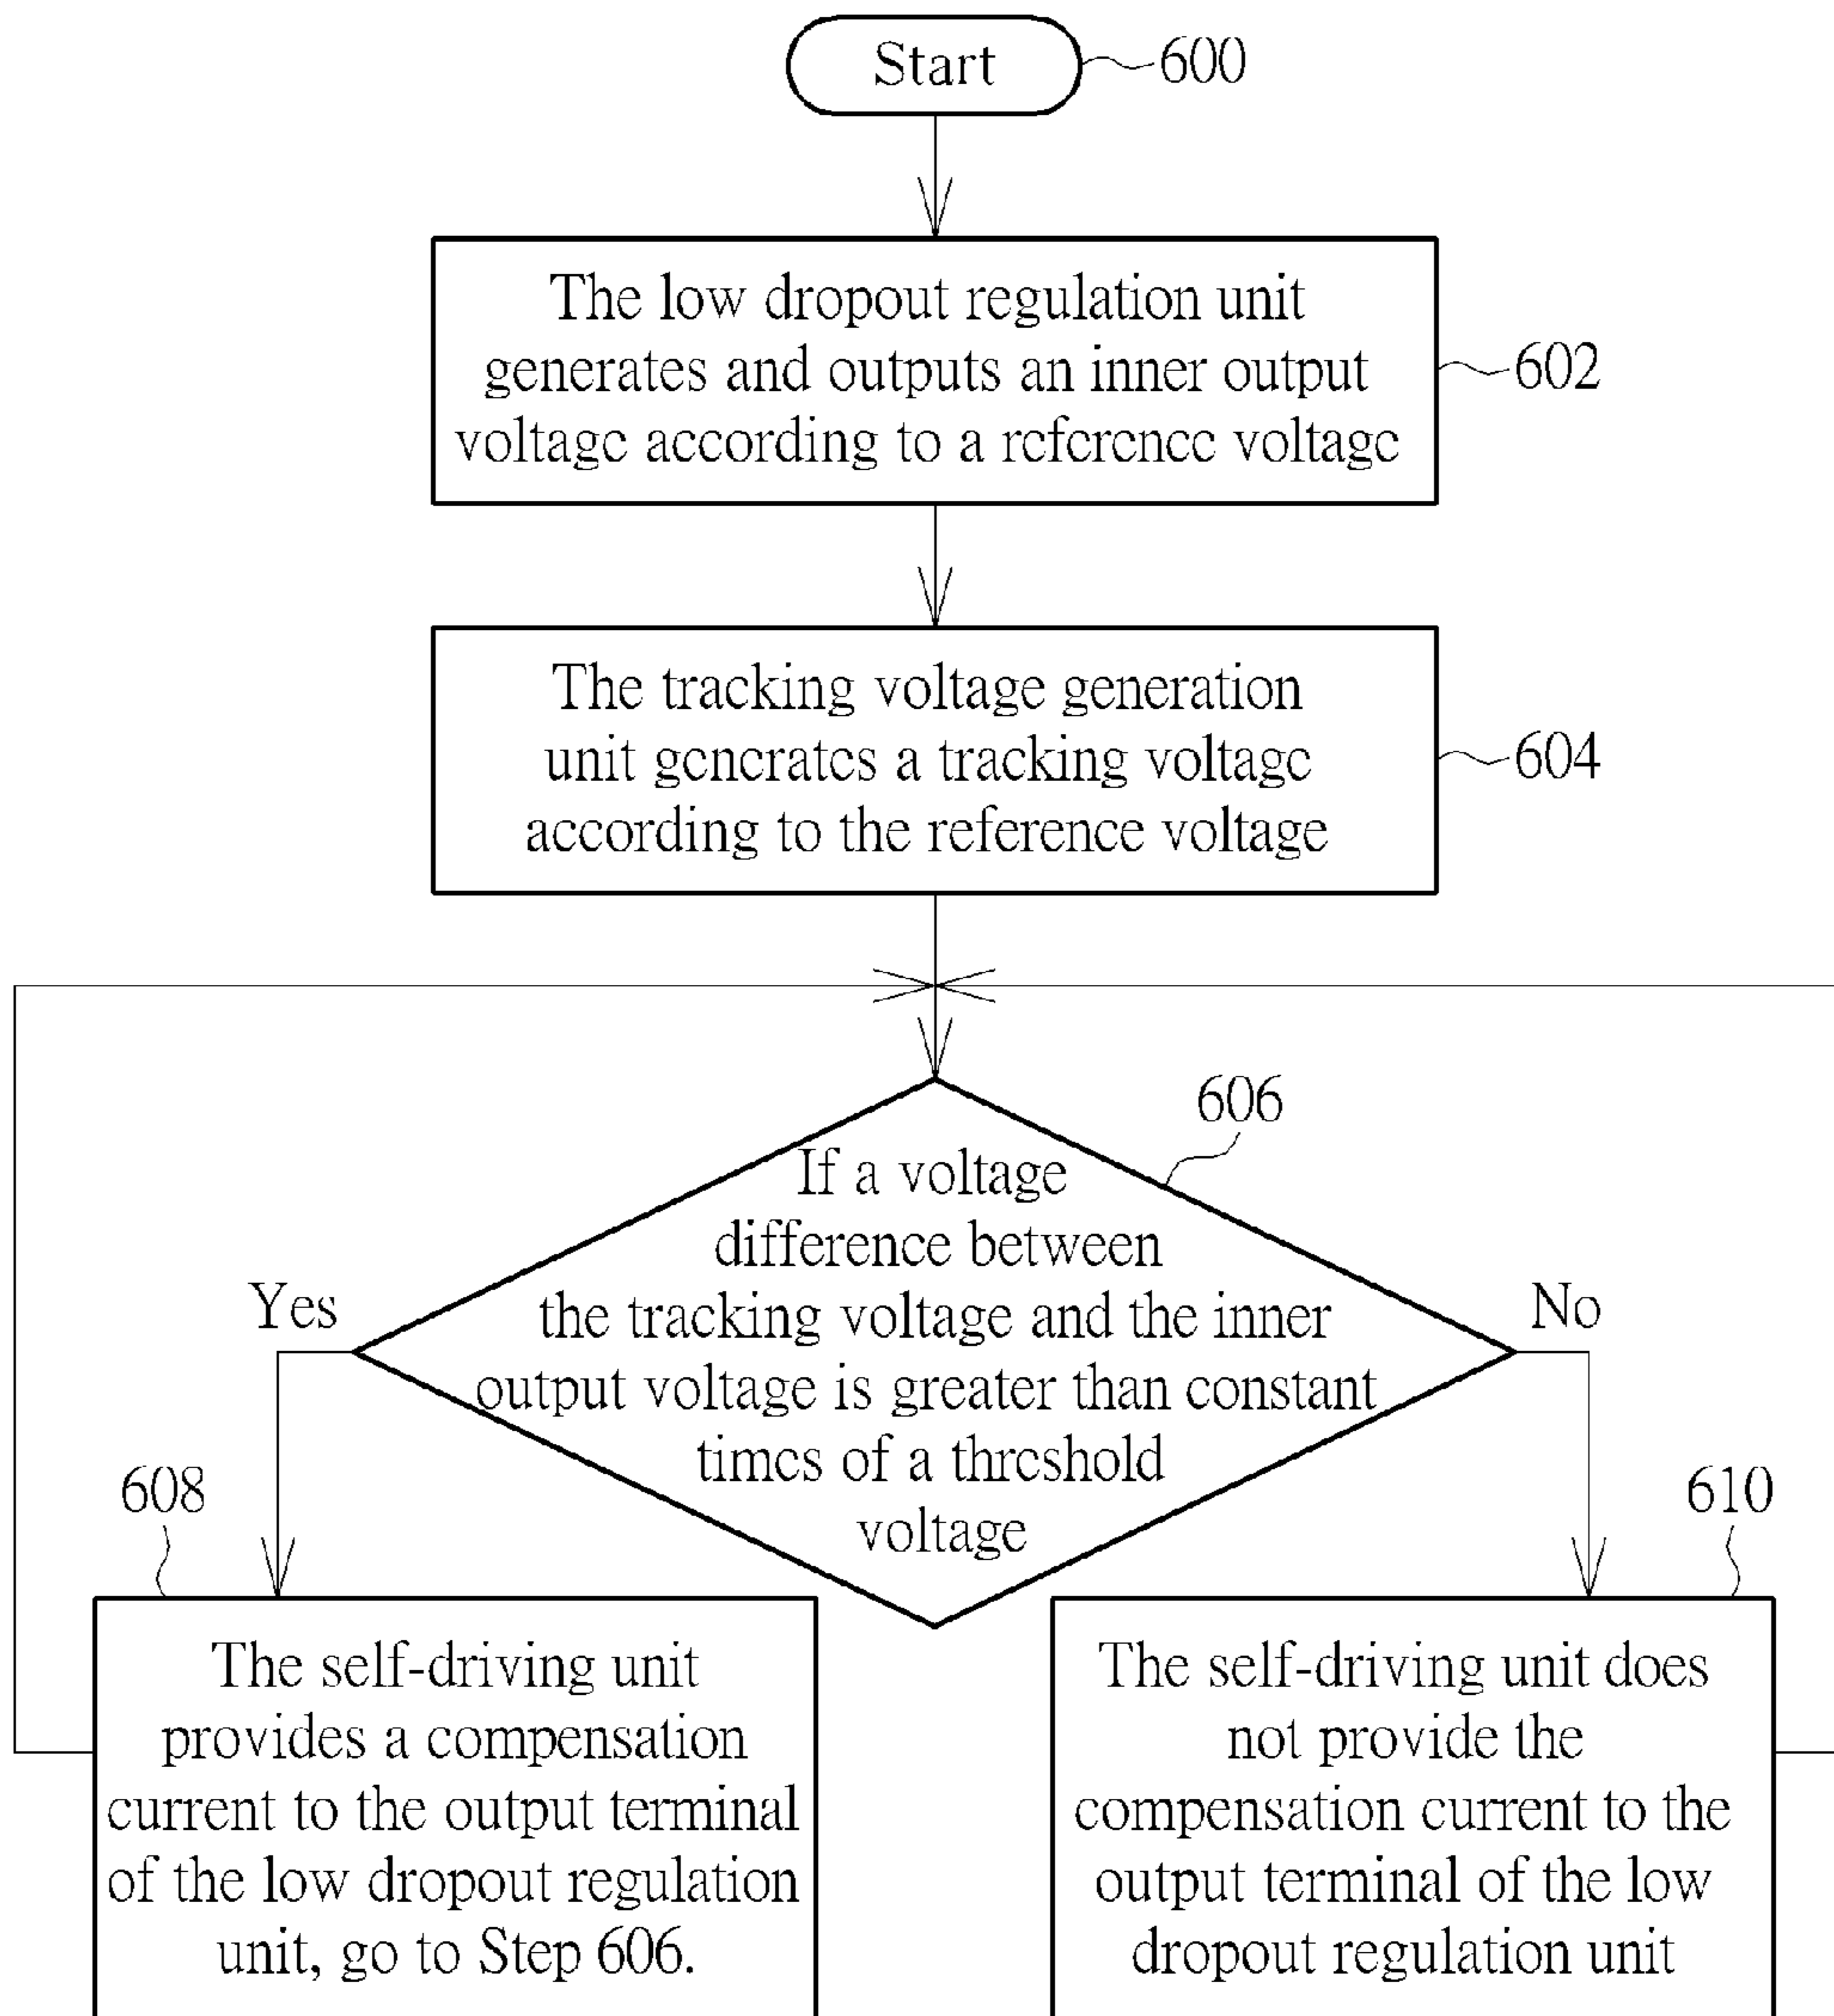 Start
600
The low dropout regulation unit
generates and outputs an inner output
voltage according to a reference voltage
602
The tracking voltage generation
unit generates a tracking voltage
according to the reference voltage
604
606
If a voltage
difference between
the tracking voltage and the inner
output voltage is greater than constant
times of a threshold
voltage
Yes
No
608
The self-driving unit
provides a compensation
current to the output terminal
of the low dropout regulation
unit, go to Step 606.
610
The self-driving unit does
not provide the
compensation current to the
output terminal of the low
dropout regulation unit